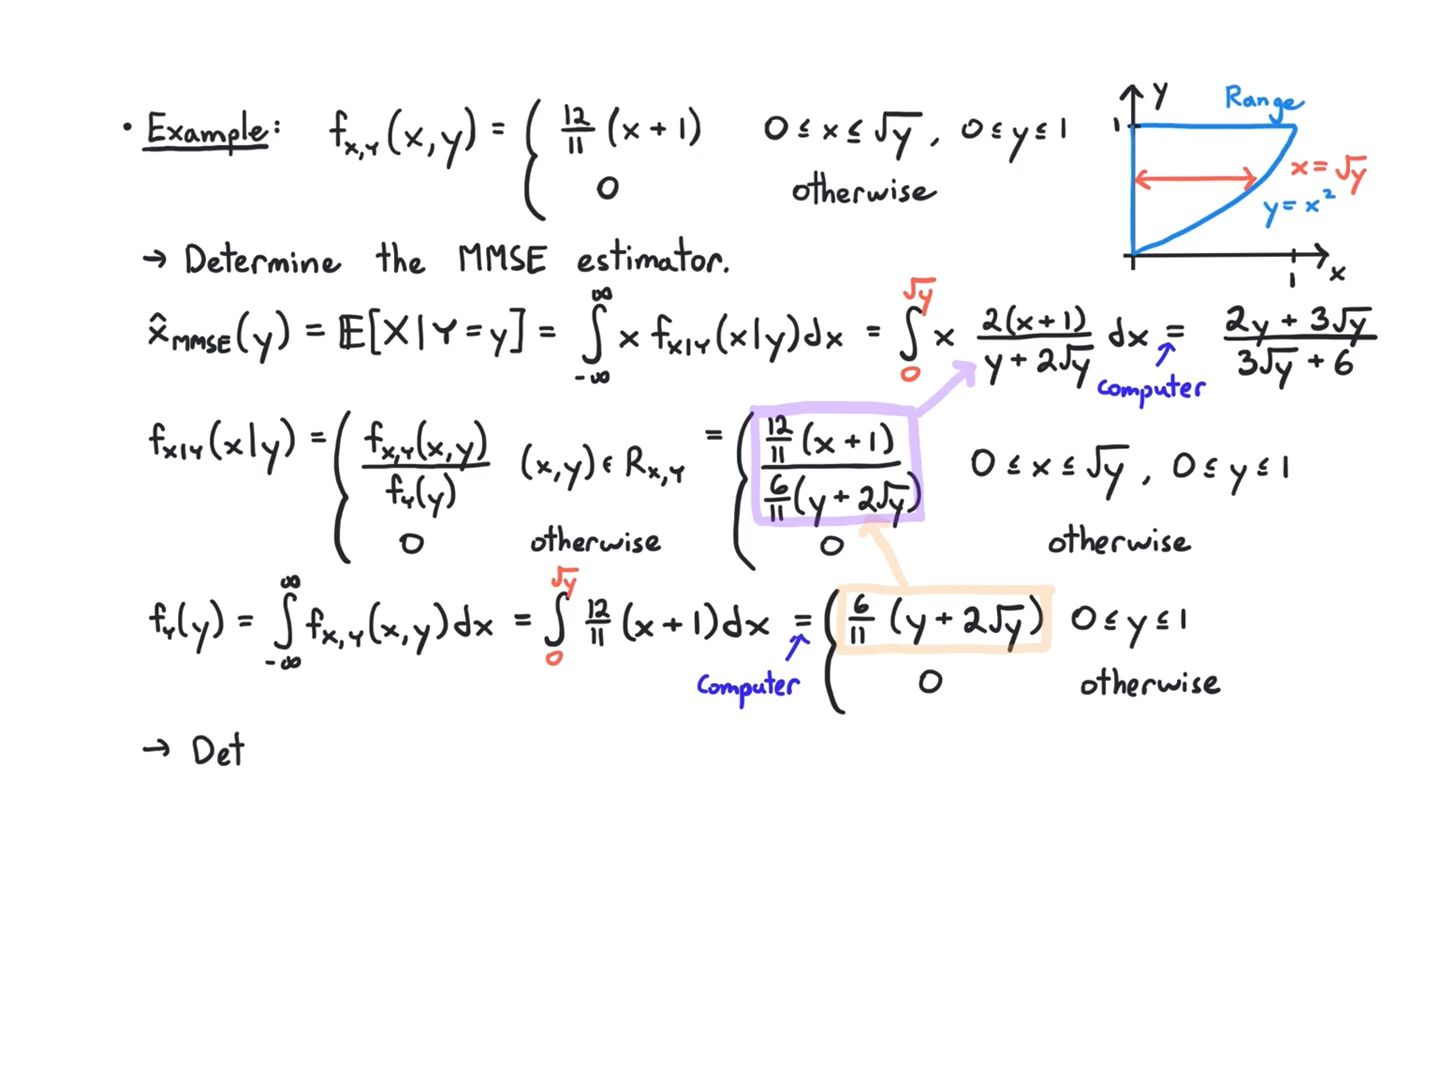 • Example: f_{X,Y}(x,y) = { 12/11 (x + 1)   0 ≤ x ≤ √y , 0 ≤ y ≤ 1
0   otherwise
y   Range
1
x = √y
y = x²
1   x
→ Determine the MMSE estimator.
x̂_{MMSE}(y) = 𝔼[X|Y=y] = ∫_{-∞}^{∞} x f_{X|Y}(x|y)dx = ∫_{0}^{√y} x 2(x+1)/(y + 2√y) dx = (2y + 3√y)/(3√y + 6)
computer
f_{X|Y}(x|y) = { f_{X,Y}(x,y)/f_Y(y)   (x,y) ∈ R_{X,Y} = { 12/11 (x + 1) / 6/11 (y + 2√y)   0 ≤ x ≤ √y , 0 ≤ y ≤ 1
0   otherwise   0   otherwise
f_Y(y) = ∫_{-∞}^{∞} f_{X,Y}(x,y)dx = ∫_{0}^{√y} 12/11 (x + 1)dx = { 6/11 (y + 2√y)   0 ≤ y ≤ 1
Computer   0   otherwise
→ Det